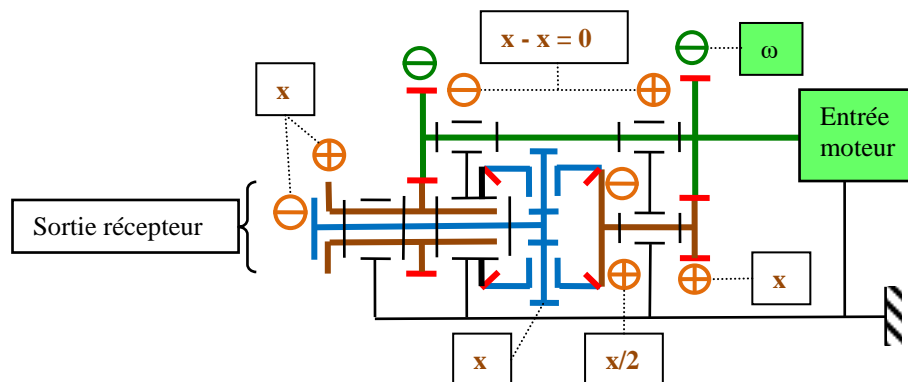 x - x = 0
ω
x
Entrée
moteur
Sortie récepteur
x
x
x/2